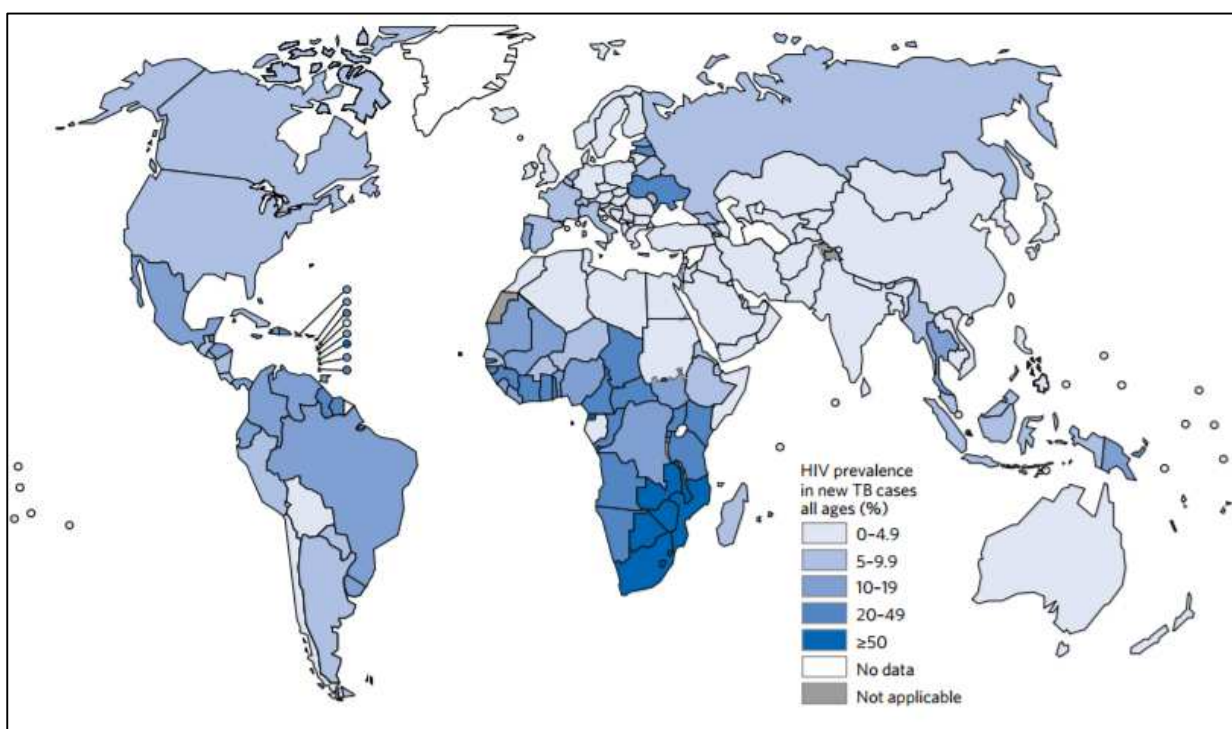 HIV prevalence
in new TB cases
all ages (%)
0–4.9
5–9.9
10–19
20–49
≥50
No data
Not applicable